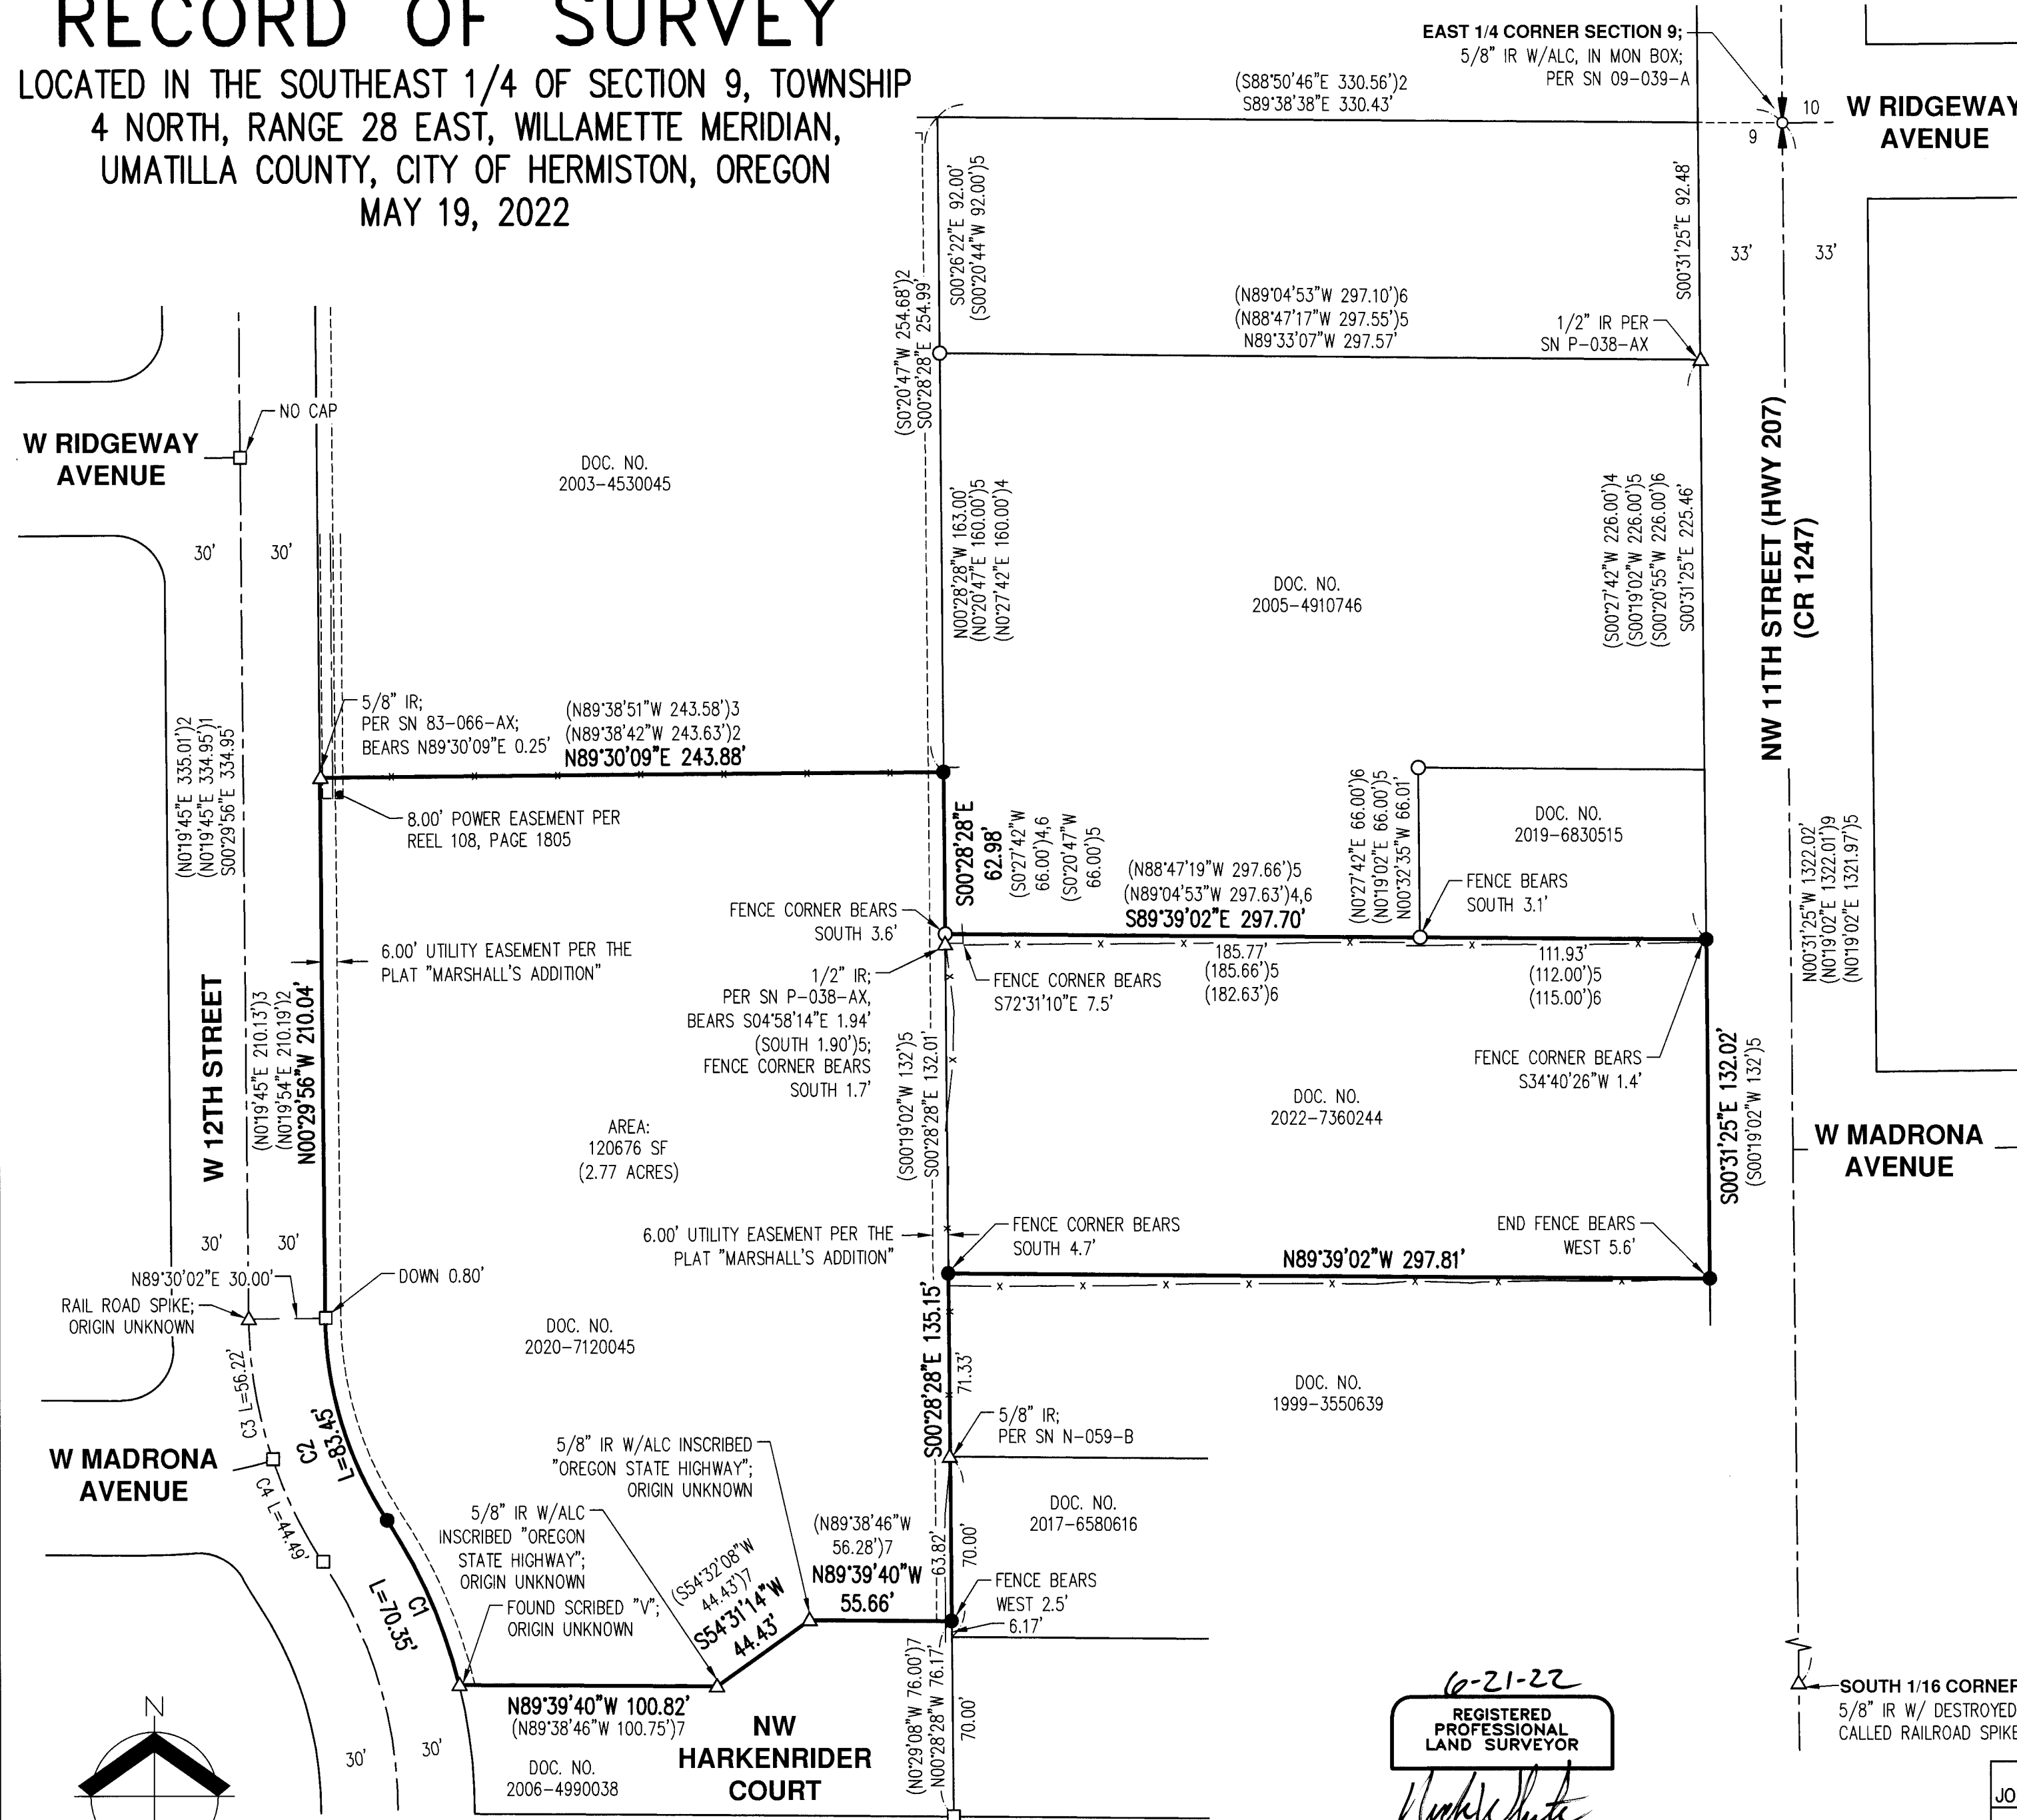 RECORD OF SURVEY
LOCATED IN THE SOUTHEAST 1/4 OF SECTION 9, TOWNSHIP
4 NORTH, RANGE 28 EAST, WILLAMETTE MERIDIAN,
UMATILLA COUNTY, CITY OF HERMISTON, OREGON
MAY 19, 2022
EAST 1/4 CORNER SECTION 9;
5/8" IR W/ALC, IN MON BOX;
PER SN 09-039-A
(S88°50'46"E 330.56')2
S89°38'38"E 330.43'
10
9
W RIDGEWAY
AVENUE
S00°26'22"E 92.00'
(S00°20'44"W 92.00')5
S00°31'25"E 92.48'
33'
33'
(S0°20'47"W 254.68')2
S00°28'28"E 254.99'
(N89°04'53"W 297.10')6
(N88°47'17"W 297.55')5
N89°33'07"W 297.57'
1/2" IR PER
SN P-038-AX
NO CAP
W RIDGEWAY
AVENUE
DOC. NO.
2003-4530045
30'
30'
N00°28'28"W 163.00'
(N0°20'47"E 160.00')5
(N0°27'42"E 160.00')4
DOC. NO.
2005-4910746
(S00°27'42"W 226.00')4
(S00°19'02"W 226.00')5
(S00°20'55"W 226.00')6
S00°31'25"E 225.46'
NW 11TH STREET (HWY 207)
(CR 1247)
(N0°19'45"E 335.01')2
(N0°19'45"E 334.95')1
S00°29'56"E 334.95'
5/8" IR;
PER SN 83-066-AX;
BEARS N89°30'09"E 0.25'
(N89°38'51"W 243.58')3
(N89°38'42"W 243.63')2
N89°30'09"E 243.88'
8.00' POWER EASEMENT PER
REEL 108, PAGE 1805
S00°28'28"E
62.98'
(S0°27'42"W
66.00')4,6
(S0°20'47"W
66.00')5
(N0°27'42"E 66.00')6
(N0°19'02"E 66.00')5
N00°32'35"W 66.01'
DOC. NO.
2019-6830515
FENCE BEARS
SOUTH 3.1'
(N88°47'19"W 297.66')5
(N89°04'53"W 297.63')4,6
S89°39'02"E 297.70'
FENCE CORNER BEARS
SOUTH 3.6'
N00°31'25"W 1322.02'
(N0°19'02"E 1322.07')9
(N0°19'02"E 1321.97')5
6.00' UTILITY EASEMENT PER THE
PLAT "MARSHALL'S ADDITION"
1/2" IR;
PER SN P-038-AX,
BEARS S04°58'14"E 1.94'
(SOUTH 1.90')5;
FENCE CORNER BEARS
SOUTH 1.7'
FENCE CORNER BEARS
S72°31'10"E 7.5'
185.77'
(185.66')5
(182.63')6
111.93'
(112.00')5
(115.00')6
W 12TH STREET
(N0°19'45"E 210.13')3
(N0°19'54"E 210.19')2
N00°29'56"W 210.04'
(S00°19'02"W 132')5
S00°28'28"E 132.01'
FENCE CORNER BEARS
S34°40'26"W 1.4'
DOC. NO.
2022-7360244
S00°31'25"E 132.02'
(S00°19'02"W 132')5
W MADRONA
AVENUE
AREA:
120676 SF
(2.77 ACRES)
30'
30'
6.00' UTILITY EASEMENT PER THE
PLAT "MARSHALL'S ADDITION"
FENCE CORNER BEARS
SOUTH 4.7'
END FENCE BEARS
WEST 5.6'
N89°39'02"W 297.81'
N89°30'02"E 30.00'
DOWN 0.80'
RAIL ROAD SPIKE;
ORIGIN UNKNOWN
DOC. NO.
2020-7120045
S00°28'28"E 135.15'
71.33'
DOC. NO.
1999-3550639
C3 L=56.22'
C2
L=83.45'
W MADRONA
AVENUE
C4 L=44.49'
5/8" IR W/ALC INSCRIBED
"OREGON STATE HIGHWAY";
ORIGIN UNKNOWN
5/8" IR;
PER SN N-059-B
5/8" IR W/ALC
INSCRIBED "OREGON
STATE HIGHWAY";
ORIGIN UNKNOWN
(N89°38'46"W
56.28')7
N89°39'40"W
55.66'
63.82'
70.00'
DOC. NO.
2017-6580616
(S54°32'08"W
44.43')7
S54°31'14"W
44.43'
FENCE BEARS
WEST 2.5'
6.17'
C1
L=70.35'
FOUND SCRIBED "V";
ORIGIN UNKNOWN
N89°39'40"W 100.82'
(N89°38'46"W 100.75')7
NW
HARKENRIDER
COURT
(N0°29'08"W 76.00')7
N00°28'28"W 76.17'
70.00'
DOC. NO.
2006-4990038
30'
30'
N
6-21-22
REGISTERED
PROFESSIONAL
LAND SURVEYOR
SOUTH 1/16 CORNER
5/8" IR W/ DESTROYED
CALLED RAILROAD SPIKE
JO